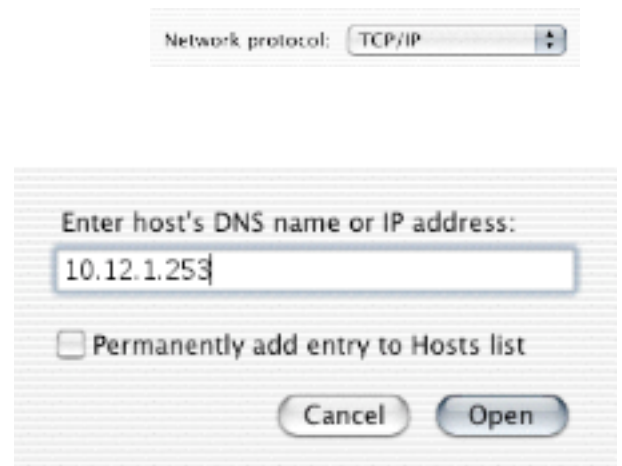 Network protocol: TCP/IP
Enter host's DNS name or IP address:
10.12.1.253
Permanently add entry to Hosts list
Cancel Open